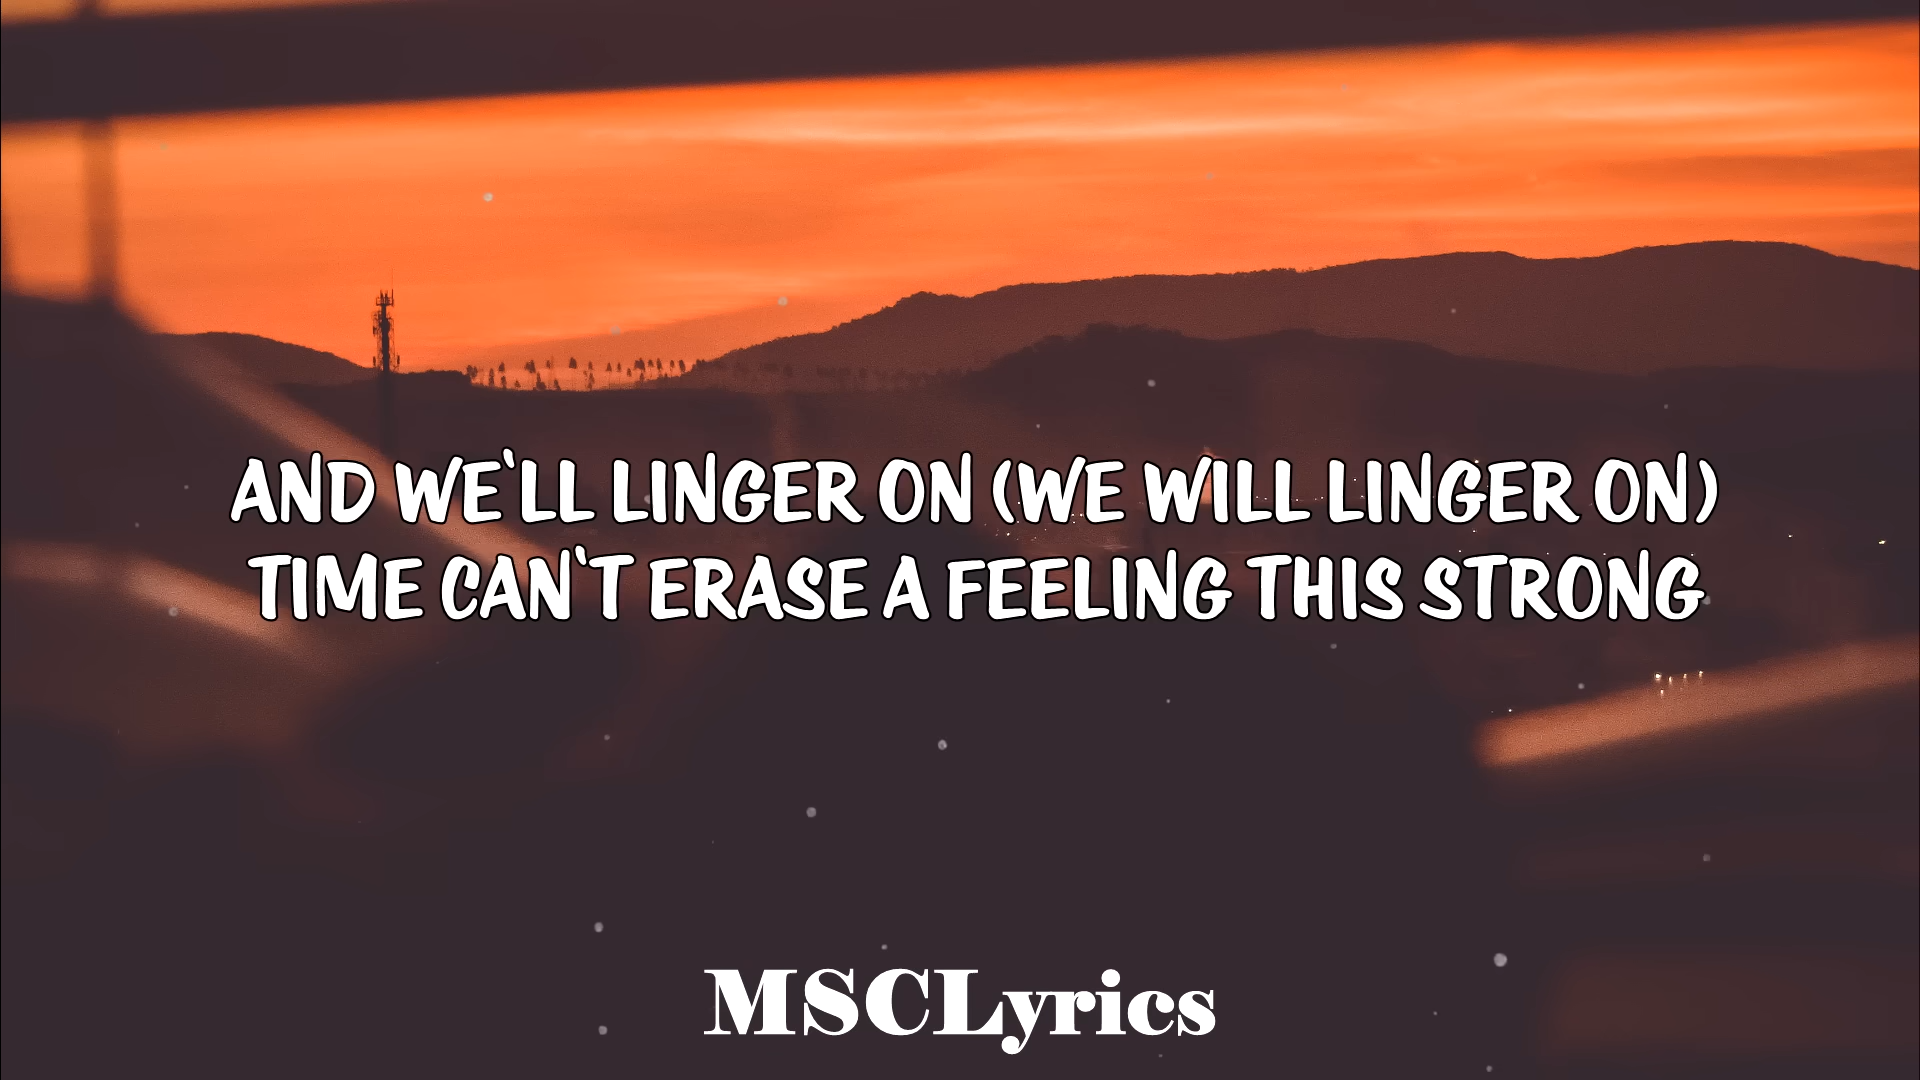 AND WE'LL LINGER ON (WE WILL LINGER ON)
TIME CAN'T ERASE A FEELING THIS STRONG
MSCLyrics